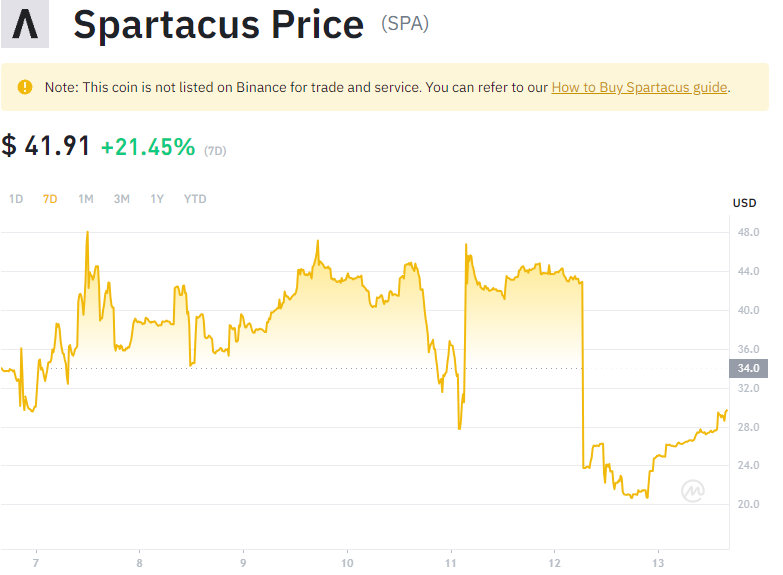 Spartacus Price (SPA)
Note: This coin is not listed on Binance for trade and service. You can refer to our How to Buy Spartacus guide.
$ 41.91 +21.45% (7D)
1D 7D 1M 3M 1Y YTD
USD
48.0
44.0
40.0
36.0
34.0
32.0
28.0
24.0
20.0
7 8 9 10 11 12 13